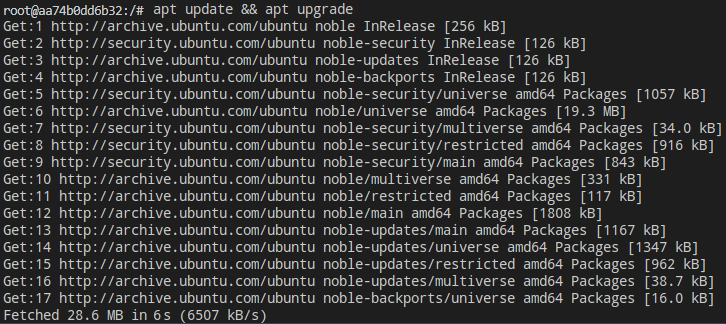 root@aa74b0dd6b32:/# apt update && apt upgrade
Get:1 http://archive.ubuntu.com/ubuntu noble InRelease [256 kB]
Get:2 http://security.ubuntu.com/ubuntu noble-security InRelease [126 kB]
Get:3 http://archive.ubuntu.com/ubuntu noble-updates InRelease [126 kB]
Get:4 http://archive.ubuntu.com/ubuntu noble-backports InRelease [126 kB]
Get:5 http://security.ubuntu.com/ubuntu noble-security/universe amd64 Packages [1057 kB]
Get:6 http://archive.ubuntu.com/ubuntu noble/universe amd64 Packages [19.3 MB]
Get:7 http://security.ubuntu.com/ubuntu noble-security/multiverse amd64 Packages [34.0 kB]
Get:8 http://security.ubuntu.com/ubuntu noble-security/restricted amd64 Packages [916 kB]
Get:9 http://security.ubuntu.com/ubuntu noble-security/main amd64 Packages [843 kB]
Get:10 http://archive.ubuntu.com/ubuntu noble/multiverse amd64 Packages [331 kB]
Get:11 http://archive.ubuntu.com/ubuntu noble/restricted amd64 Packages [117 kB]
Get:12 http://archive.ubuntu.com/ubuntu noble/main amd64 Packages [1808 kB]
Get:13 http://archive.ubuntu.com/ubuntu noble-updates/main amd64 Packages [1167 kB]
Get:14 http://archive.ubuntu.com/ubuntu noble-updates/universe amd64 Packages [1347 kB]
Get:15 http://archive.ubuntu.com/ubuntu noble-updates/restricted amd64 Packages [962 kB]
Get:16 http://archive.ubuntu.com/ubuntu noble-updates/multiverse amd64 Packages [38.7 kB]
Get:17 http://archive.ubuntu.com/ubuntu noble-backports/universe amd64 Packages [16.0 kB]
Fetched 28.6 MB in 6s (6507 kB/s)